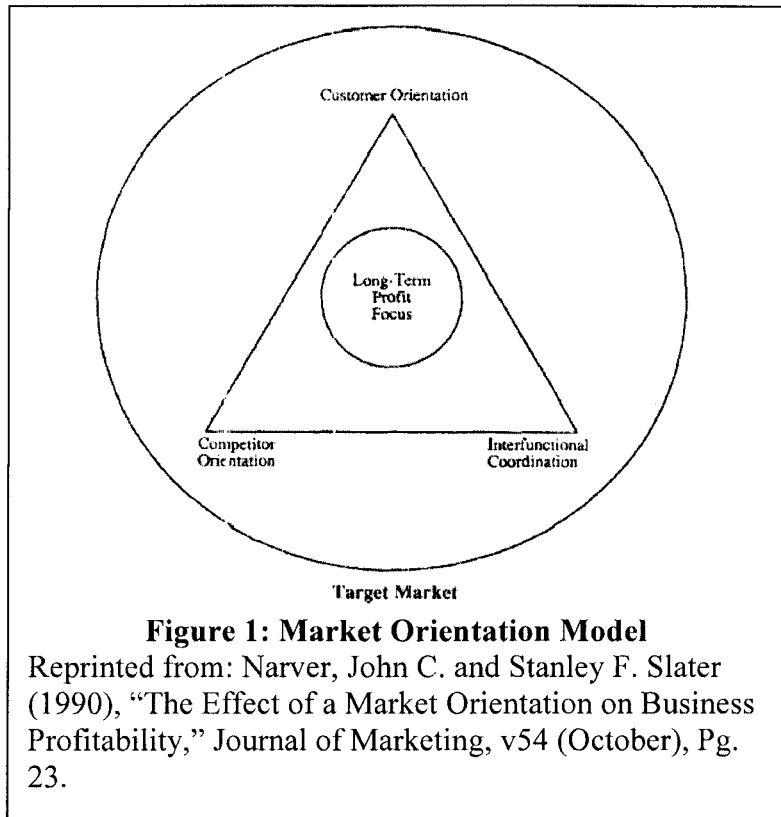 Customer Orientation
Long-Term
Profit
Focus
Competitor
Orientation
Interfunctional
Coordination
Target Market
Figure 1: Market Orientation Model
Reprinted from: Narver, John C. and Stanley F. Slater
(1990), “The Effect of a Market Orientation on Business
Profitability,” Journal of Marketing, v54 (October), Pg.
23.